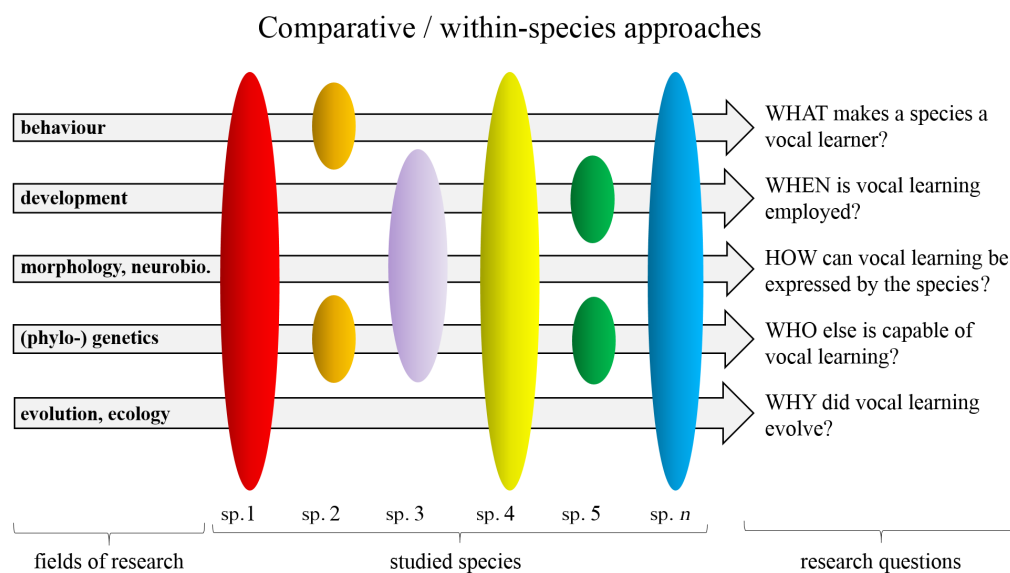 Comparative / within-species approaches
behaviour
WHAT makes a species a
vocal learner?
development
WHEN is vocal learning
employed?
morphology, neurobio.
HOW can vocal learning be
expressed by the species?
(phylo-) genetics
WHO else is capable of
vocal learning?
evolution, ecology
WHY did vocal learning
evolve?
sp. 1 sp. 2 sp. 3 sp. 4 sp. 5 sp. n
fields of research studied species research questions